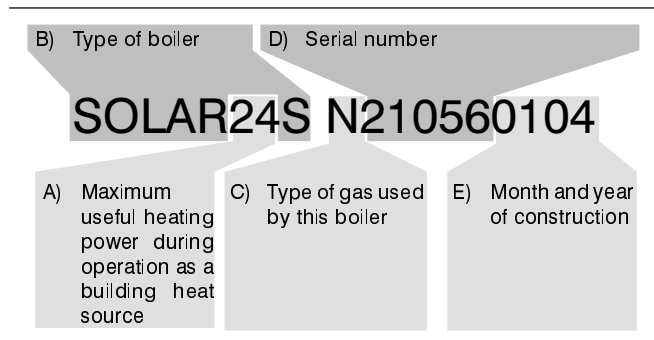 B) Type of boiler
D) Serial number
SOLAR24S N210560104
A) Maximum
useful heating
power during
operation as a
building heat
source
C) Type of gas used
by this boiler
E) Month and year
of construction